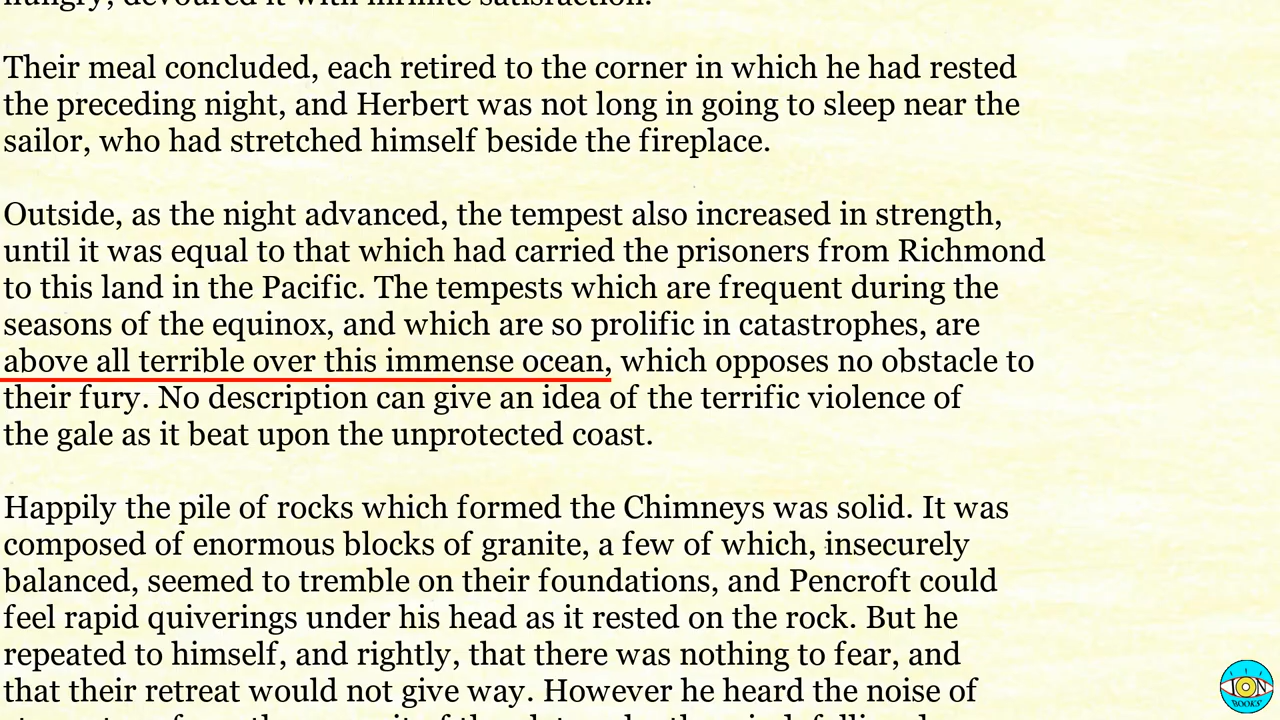 hungry, devoured it with infinite satisfaction.
Their meal concluded, each retired to the corner in which he had rested
the preceding night, and Herbert was not long in going to sleep near the
sailor, who had stretched himself beside the fireplace.
Outside, as the night advanced, the tempest also increased in strength,
until it was equal to that which had carried the prisoners from Richmond
to this land in the Pacific. The tempests which are frequent during the
seasons of the equinox, and which are so prolific in catastrophes, are
above all terrible over this immense ocean, which opposes no obstacle to
their fury. No description can give an idea of the terrific violence of
the gale as it beat upon the unprotected coast.
Happily the pile of rocks which formed the Chimneys was solid. It was
composed of enormous blocks of granite, a few of which, insecurely
balanced, seemed to tremble on their foundations, and Pencroft could
feel rapid quiverings under his head as it rested on the rock. But he
repeated to himself, and rightly, that there was nothing to fear, and
that their retreat would not give way. However he heard the noise of
ION
BOOKS